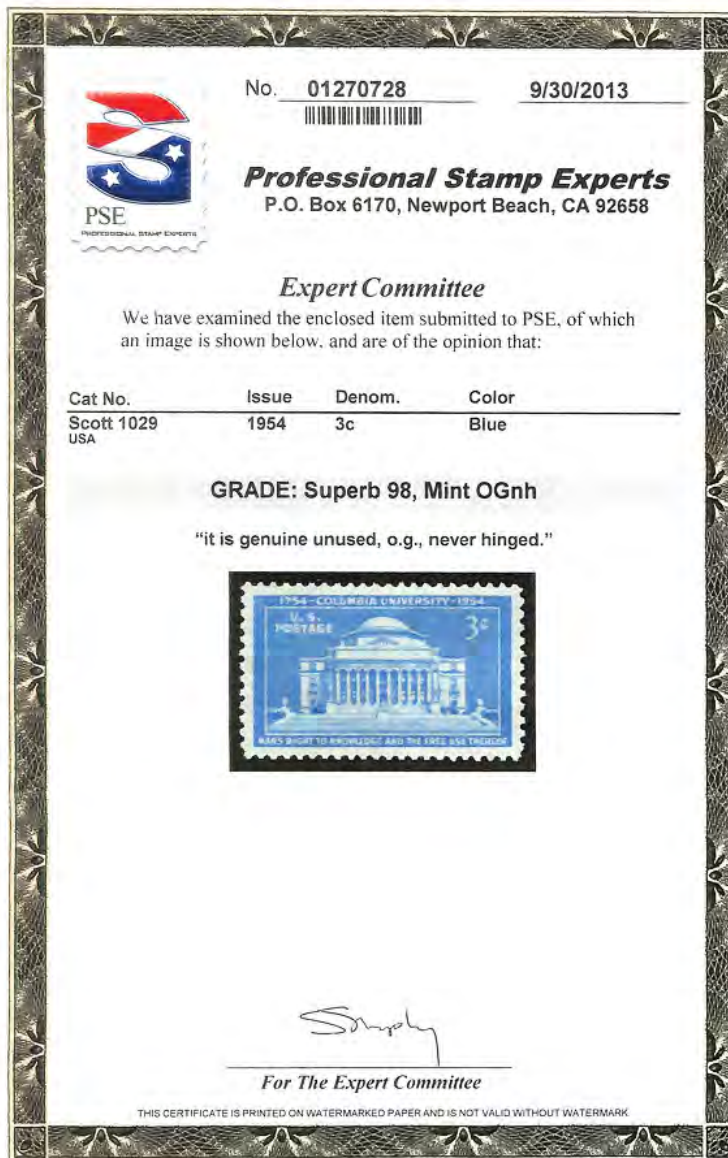 No. 01270728 9/30/2013
PSE
PROFESSIONAL STAMP EXPERTS
Professional Stamp Experts
P.O. Box 6170, Newport Beach, CA 92658
Expert Committee
We have examined the enclosed item submitted to PSE, of which
an image is shown below, and are of the opinion that:
Cat No. Issue Denom. Color
Scott 1029 1954 3c Blue
USA
GRADE: Superb 98, Mint OGnh
“it is genuine unused, o.g., never hinged.”
1754-COLUMBIA UNIVERSITY-1954
U.S. 3¢
POSTAGE
MAN'S RIGHT TO KNOWLEDGE AND THE FREE USE THEREOF
For The Expert Committee
THIS CERTIFICATE IS PRINTED ON WATERMARKED PAPER AND IS NOT VALID WITHOUT WATERMARK